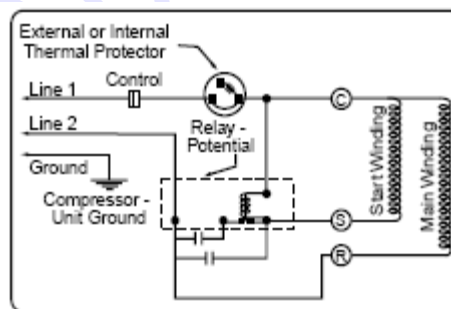 External or Internal
Thermal Protector
Control
Line 1
Line 2
Relay -
Potential
Ground
Compressor -
Unit Ground
C
S
R
Start Winding
Main Winding